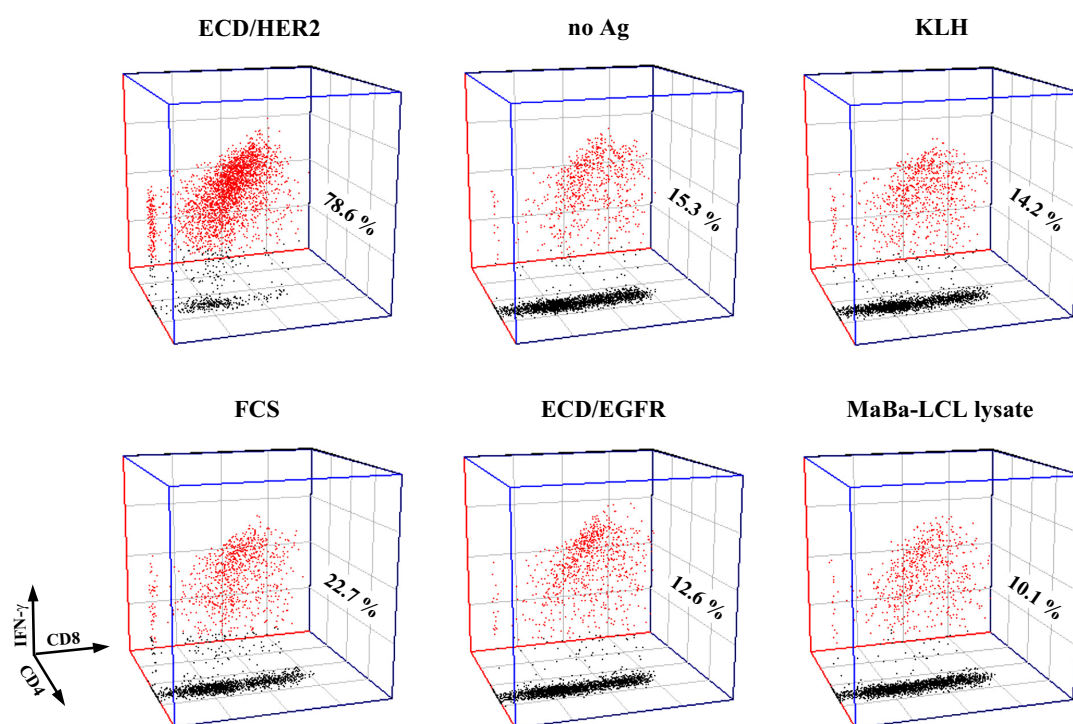 ECD/HER2
no Ag
KLH
78.6 %
15.3 %
14.2 %
FCS
ECD/EGFR
MaBa-LCL lysate
22.7 %
12.6 %
10.1 %
IFN-γ
CD8
CD4